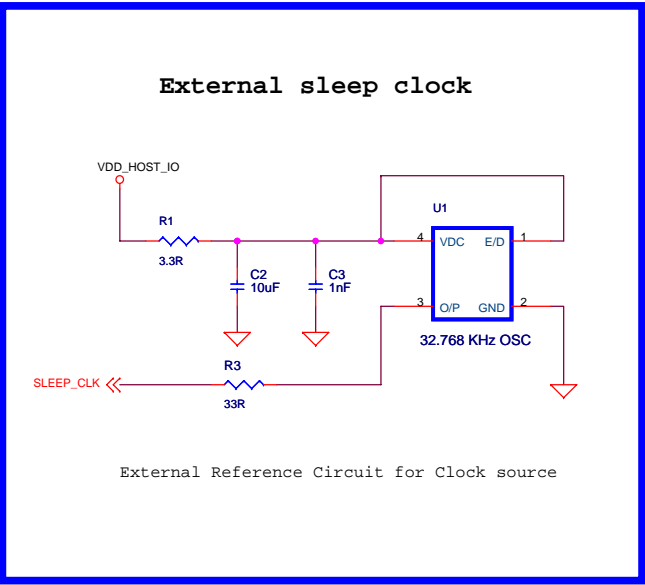 External sleep clock
VDD_HOST_IO
R1
3.3R
C2
10uF
C3
1nF
U1
4 VDC E/D 1
3 O/P GND 2
32.768 KHz OSC
R3
SLEEP_CLK
33R
External Reference Circuit for Clock source